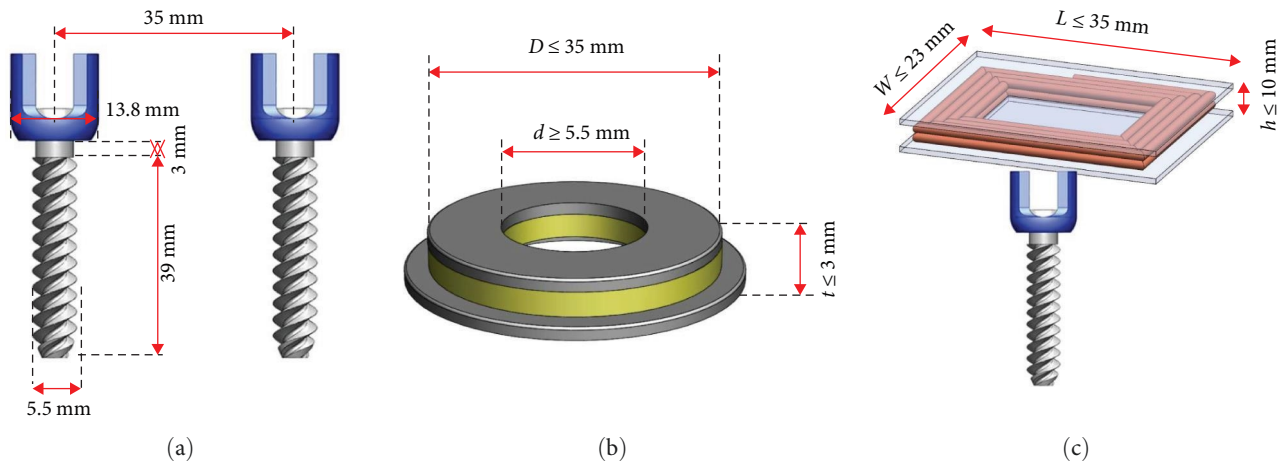 35 mm
13.8 mm
3 mm
39 mm
5.5 mm
(a)
D ≤ 35 mm
d ≥ 5.5 mm
t ≤ 3 mm
(b)
L ≤ 35 mm
W ≤ 23 mm
h ≤ 10 mm
(c)